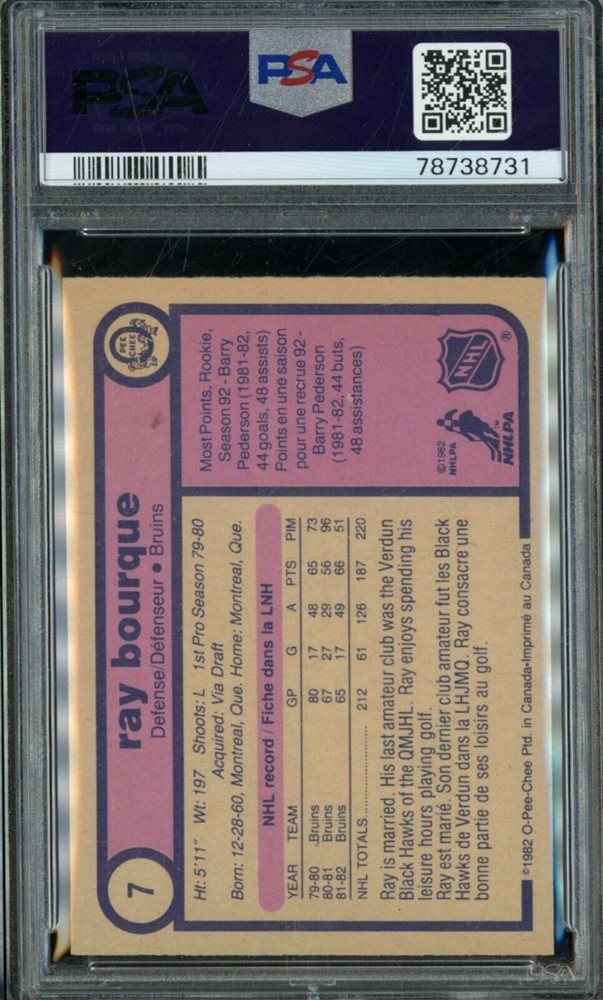 PSA
PSA
78738731
7
ray bourque
Defense/Défenseur • Bruins
O PEE CHEE
Ht: 5'11" Wt: 197 Shoots: L 1st Pro Season 79-80
Acquired: Via Draft
Born: 12-28-60, Montreal, Que. Home: Montreal, Que.
NHL record / Fiche dans la LNH
YEAR TEAM GP G A PTS PIM
79-80 Bruins 80 17 48 65 73
80-81 Bruins 67 27 29 56 96
81-82 Bruins 65 17 49 66 51
NHL TOTALS.................... 212 61 126 187 220
Ray is married. His last amateur club was the Verdun
Black Hawks of the QMJHL. Ray enjoys spending his
leisure hours playing golf.
Ray est marié. Son dernier club amateur fut les Black
Hawks de Verdun dans la LHJMQ. Ray consacre une
bonne partie de ses loisirs au golf.
Most Points, Rookie,
Season 92 - Barry
Pederson (1981-82,
44 goals, 48 assists)
Points en une saison
pour une recrue 92 -
Barry Pederson
(1981-82, 44 buts,
48 assistances)
NHL ®
©1982
NHLPA
NHLPA ™
©1982 O-Pee-Chee Ptd. in Canada•Imprimé au Canada
PSA